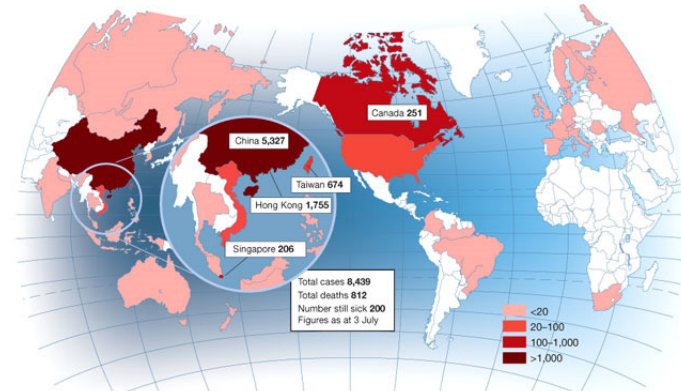 Canada 251
China 5,327
Taiwan 674
Hong Kong 1,755
Singapore 206
Total cases 8,439
Total deaths 812
Number still sick 200
Figures as at 3 July
<20
20–100
100–1,000
>1,000